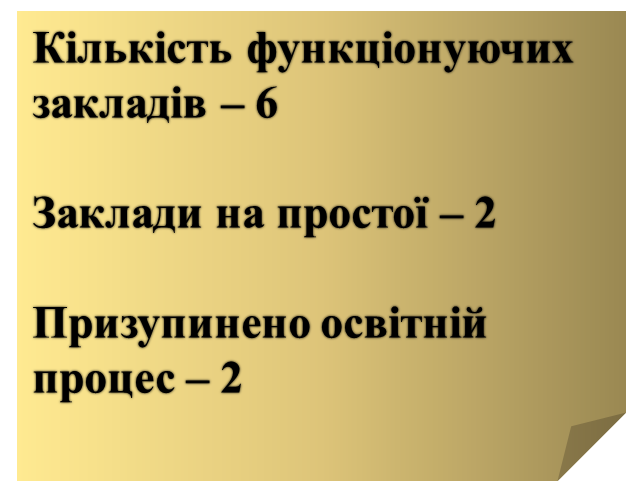 Кількість функціонуючих
закладів – 6
Заклади на простої – 2
Призупинено освітній
процес – 2